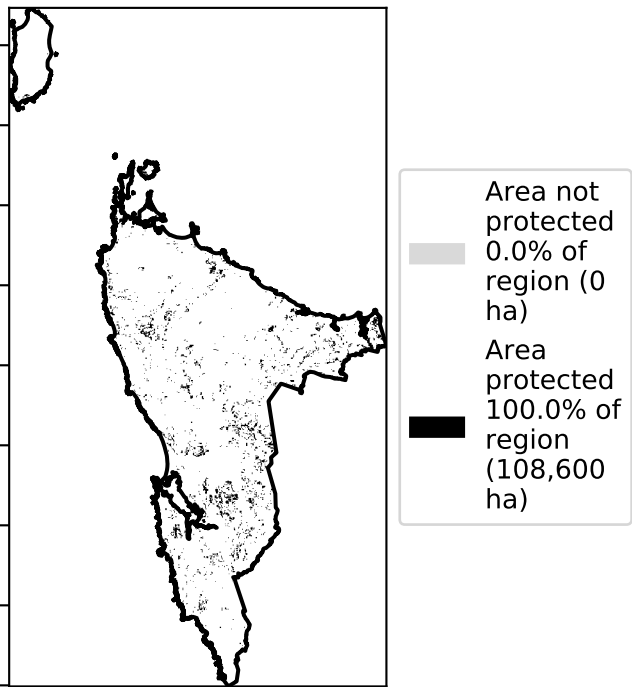 Area not
protected
0.0% of
region (0
ha)
Area
protected
100.0% of
region
(108,600
ha)